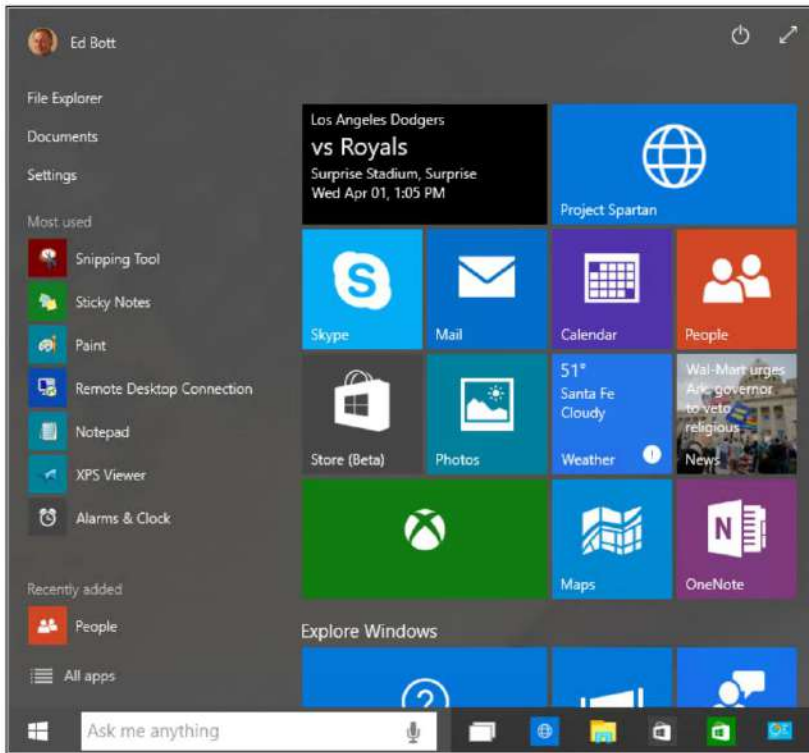 Ed Bott
File Explorer
Documents
Settings
Most used
Snipping Tool
Sticky Notes
Paint
Remote Desktop Connection
Notepad
XPS Viewer
Alarms & Clock
Recently added
People
All apps
Los Angeles Dodgers
vs Royals
Surprise Stadium, Surprise
Wed Apr 01, 1:05 PM
Project Spartan
Skype
Mail
Calendar
People
Store (Beta)
Photos
51°
Santa Fe
Cloudy
Weather
Wal-Mart urges
Ark. governor
to veto
religious
News
Maps
OneNote
Explore Windows
Ask me anything